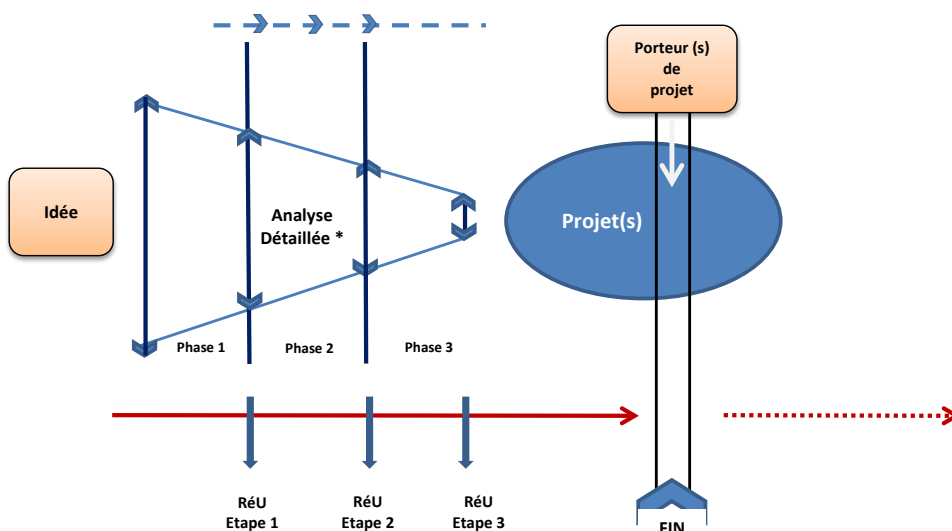 Porteur (s)
de
projet
Idée
Analyse
Détaillée *
Projet(s)
Phase 1
Phase 2
Phase 3
RéU
Etape 1
RéU
Etape 2
RéU
Etape 3
FIN